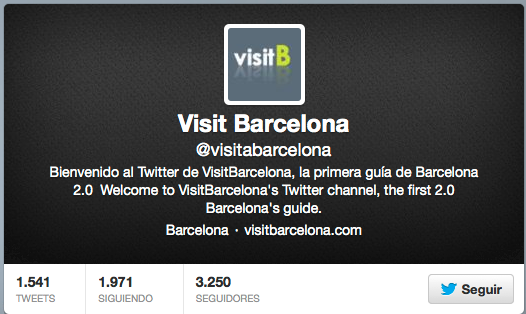 visitB
Visit Barcelona
@visitabarcelona
Bienvenido al Twitter de VisitBarcelona, la primera guía de Barcelona
2.0 Welcome to VisitBarcelona's Twitter channel, the first 2.0
Barcelona's guide.
Barcelona · visitbarcelona.com
1.541 1.971 3.250
TWEETS SIGUIENDO SEGUIDORES
Seguir